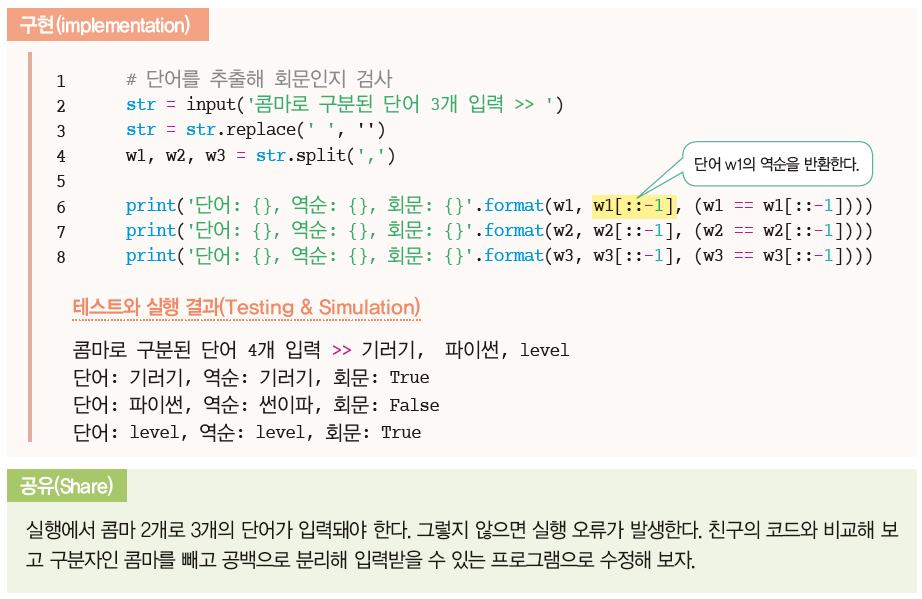 구현(implementation)
1 # 단어를 추출해 회문인지 검사
2 str = input('콤마로 구분된 단어 3개 입력 >> ')
3 str = str.replace(' ', '')
4 w1, w2, w3 = str.split(',')
단어 w1의 역순을 반환한다.
5
6 print('단어: {}, 역순: {}, 회문: {}'.format(w1, w1[::-1], (w1 == w1[::-1])))
7 print('단어: {}, 역순: {}, 회문: {}'.format(w2, w2[::-1], (w2 == w2[::-1])))
8 print('단어: {}, 역순: {}, 회문: {}'.format(w3, w3[::-1], (w3 == w3[::-1])))
테스트와 실행 결과(Testing & Simulation)
콤마로 구분된 단어 4개 입력 >> 기러기, 파이썬, level
단어: 기러기, 역순: 기러기, 회문: True
단어: 파이썬, 역순: 썬이파, 회문: False
단어: level, 역순: level, 회문: True
공유(Share)
실행에서 콤마 2개로 3개의 단어가 입력돼야 한다. 그렇지 않으면 실행 오류가 발생한다. 친구의 코드와 비교해 보
고 구분자인 콤마를 빼고 공백으로 분리해 입력받을 수 있는 프로그램으로 수정해 보자.